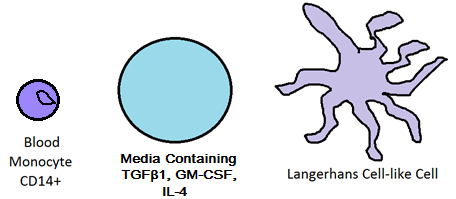 Blood
Monocyte
CD14+
Media Containing
TGFβ1, GM-CSF,
IL-4
Langerhans Cell-like Cell